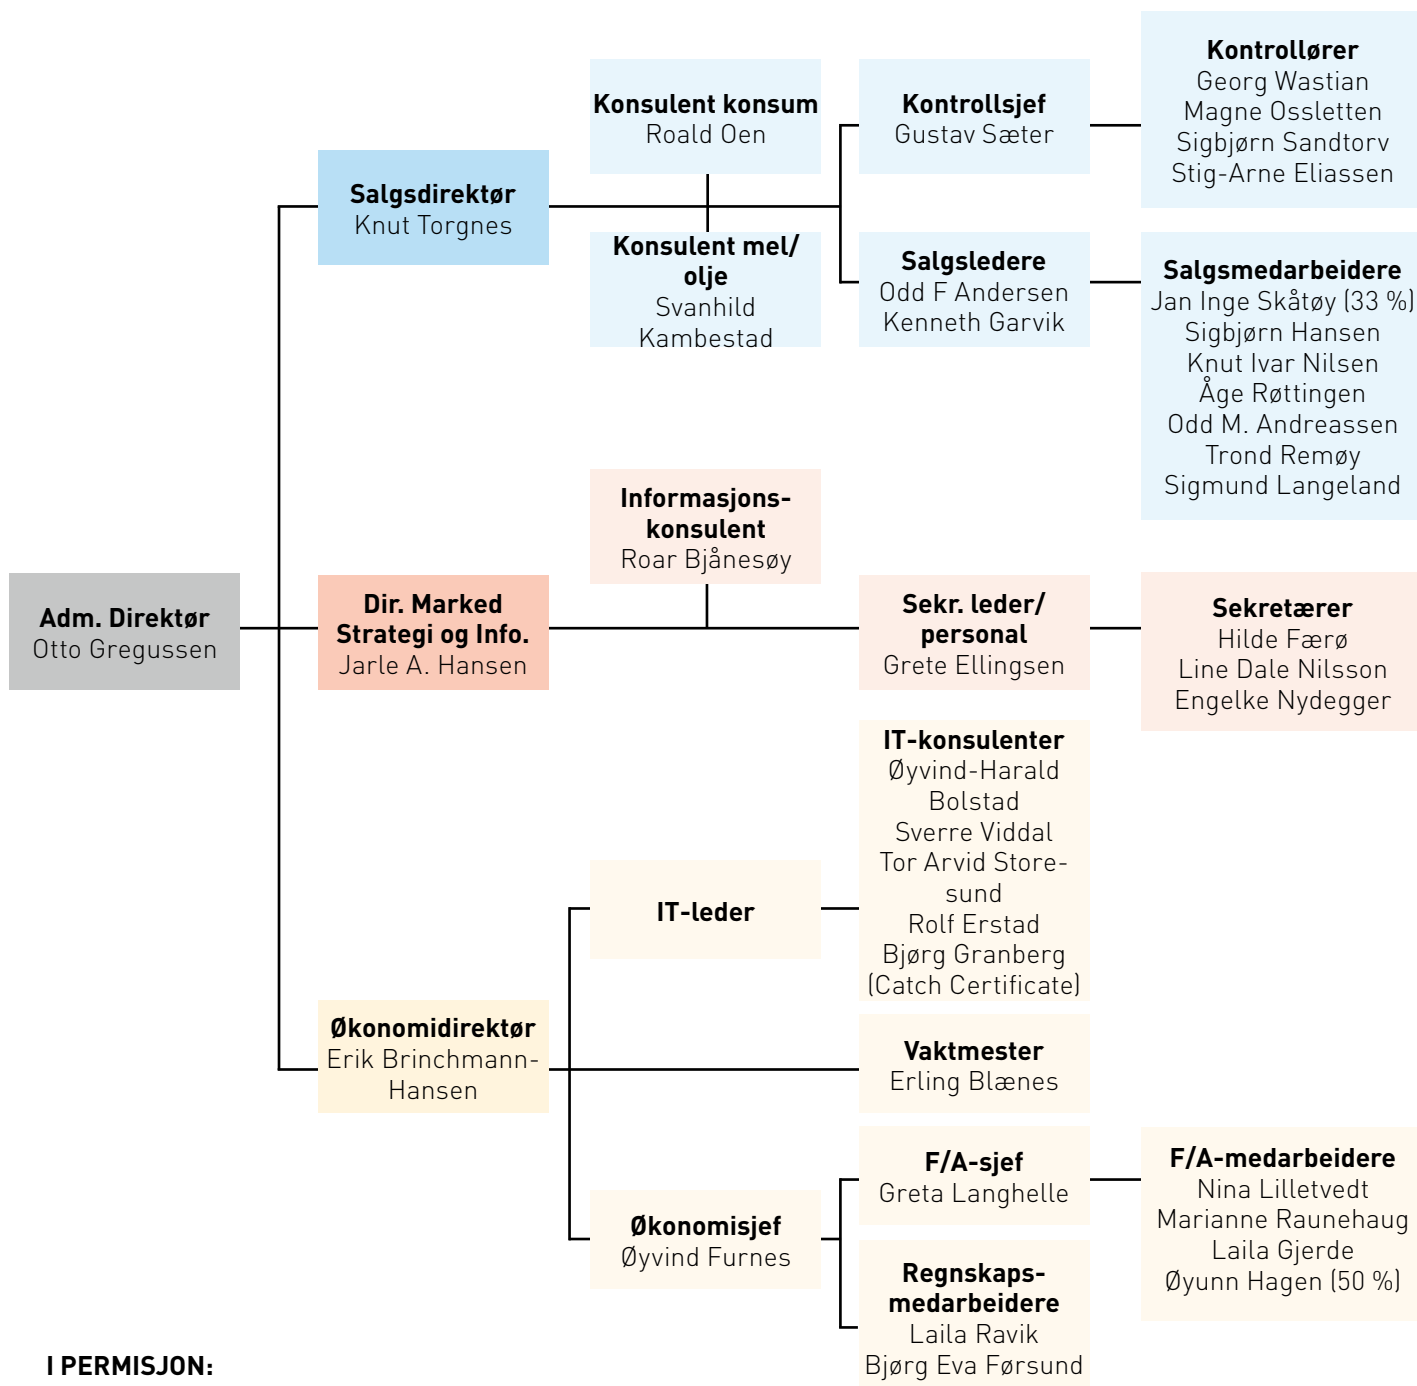 Kontrollører
Georg Wastian
Magne Ossletten
Sigbjørn Sandtorv
Stig-Arne Eliassen
Konsulent konsum
Roald Oen
Kontrollsjef
Gustav Sæter
Salgsdirektør
Knut Torgnes
Konsulent mel/
olje
Svanhild
Kambestad
Salgsledere
Odd F Andersen
Kenneth Garvik
Salgsmedarbeidere
Jan Inge Skåtøy (33 %)
Sigbjørn Hansen
Knut Ivar Nilsen
Åge Røttingen
Odd M. Andreassen
Trond Remøy
Sigmund Langeland
Informasjons-
konsulent
Roar Bjånesøy
Adm. Direktør
Otto Gregussen
Dir. Marked
Strategi og Info.
Jarle A. Hansen
Sekr. leder/
personal
Grete Ellingsen
Sekretærer
Hilde Færø
Line Dale Nilsson
Engelke Nydegger
IT-konsulenter
Øyvind-Harald
Bolstad
Sverre Viddal
Tor Arvid Store-
sund
Rolf Erstad
Bjørg Granberg
(Catch Certificate)
IT-leder
Økonomidirektør
Erik Brinchmann-
Hansen
Vaktmester
Erling Blænes
F/A-sjef
Greta Langhelle
F/A-medarbeidere
Nina Lilletvedt
Marianne Raunehaug
Laila Gjerde
Øyunn Hagen (50 %)
Økonomisjef
Øyvind Furnes
Regnskaps-
medarbeidere
Laila Ravik
Bjørg Eva Førsund
I PERMISJON: